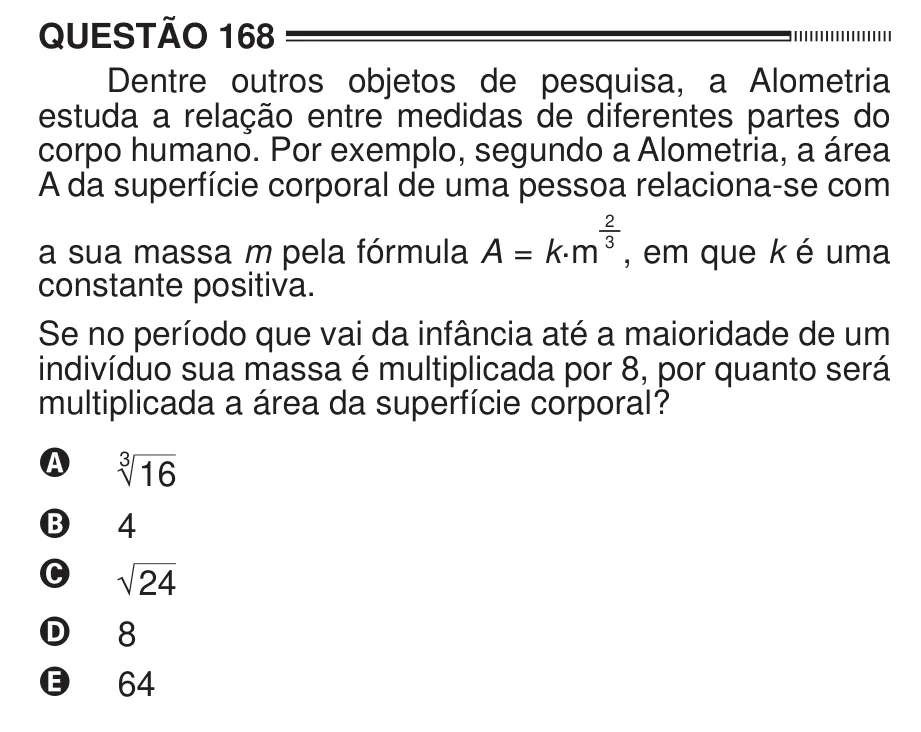 QUESTÃO 168
Dentre outros objetos de pesquisa, a Alometria
estuda a relação entre medidas de diferentes partes do
corpo humano. Por exemplo, segundo a Alometria, a área
A da superfície corporal de uma pessoa relaciona-se com
a sua massa m pela fórmula A = k·m^(2/3), em que k é uma
constante positiva.
Se no período que vai da infância até a maioridade de um
indivíduo sua massa é multiplicada por 8, por quanto será
multiplicada a área da superfície corporal?
A ∛16
B 4
C √24
D 8
E 64